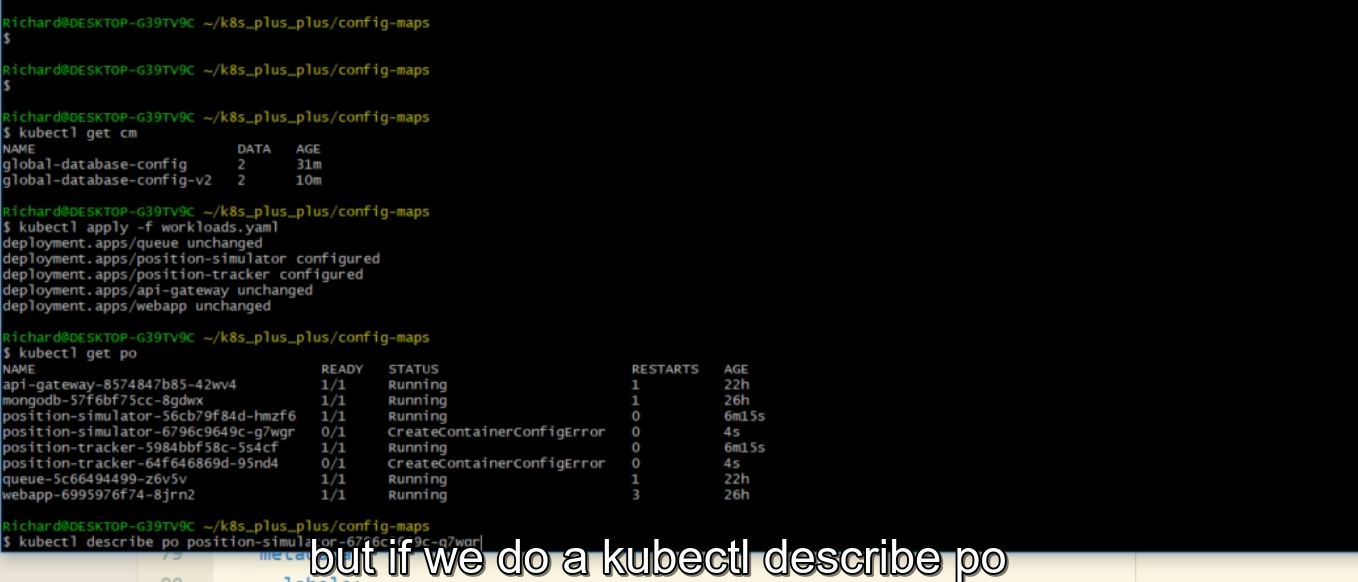 Richard@DESKTOP-G39TV9C ~/k8s_plus_plus/config-maps
$
Richard@DESKTOP-G39TV9C ~/k8s_plus_plus/config-maps
$
Richard@DESKTOP-G39TV9C ~/k8s_plus_plus/config-maps
$ kubectl get cm
NAME DATA AGE
global-database-config 2 31m
global-database-config-v2 2 10m
Richard@DESKTOP-G39TV9C ~/k8s_plus_plus/config-maps
$ kubectl apply -f workloads.yaml
deployment.apps/queue unchanged
deployment.apps/position-simulator configured
deployment.apps/position-tracker configured
deployment.apps/api-gateway unchanged
deployment.apps/webapp unchanged
Richard@DESKTOP-G39TV9C ~/k8s_plus_plus/config-maps
$ kubectl get po
NAME READY STATUS RESTARTS AGE
api-gateway-8574847b85-42wv4 1/1 Running 1 22h
mongodb-57f6bf75cc-8gdwx 1/1 Running 1 26h
position-simulator-56cb79f84d-hmzf6 1/1 Running 0 6m15s
position-simulator-6796c9649c-g7wgr 0/1 CreateContainerConfigError 0 4s
position-tracker-5984bbf58c-5s4cf 1/1 Running 0 6m15s
position-tracker-64f646869d-95nd4 0/1 CreateContainerConfigError 0 4s
queue-5c66494499-z6v5v 1/1 Running 1 22h
webapp-6995976f74-8jrn2 1/1 Running 3 26h
Richard@DESKTOP-G39TV9C ~/k8s_plus_plus/config-maps
$ kubectl describe po position-simulator-6796c9649c-g7wgr
but if we do a kubectl describe po